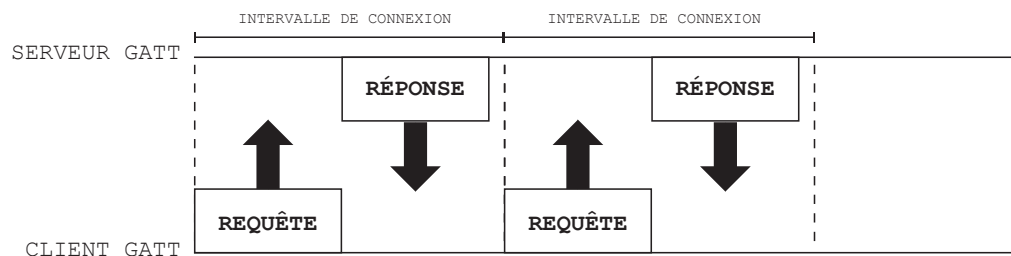 INTERVALLE DE CONNEXION INTERVALLE DE CONNEXION
SERVEUR GATT
RÉPONSE RÉPONSE
REQUÊTE REQUÊTE
CLIENT GATT